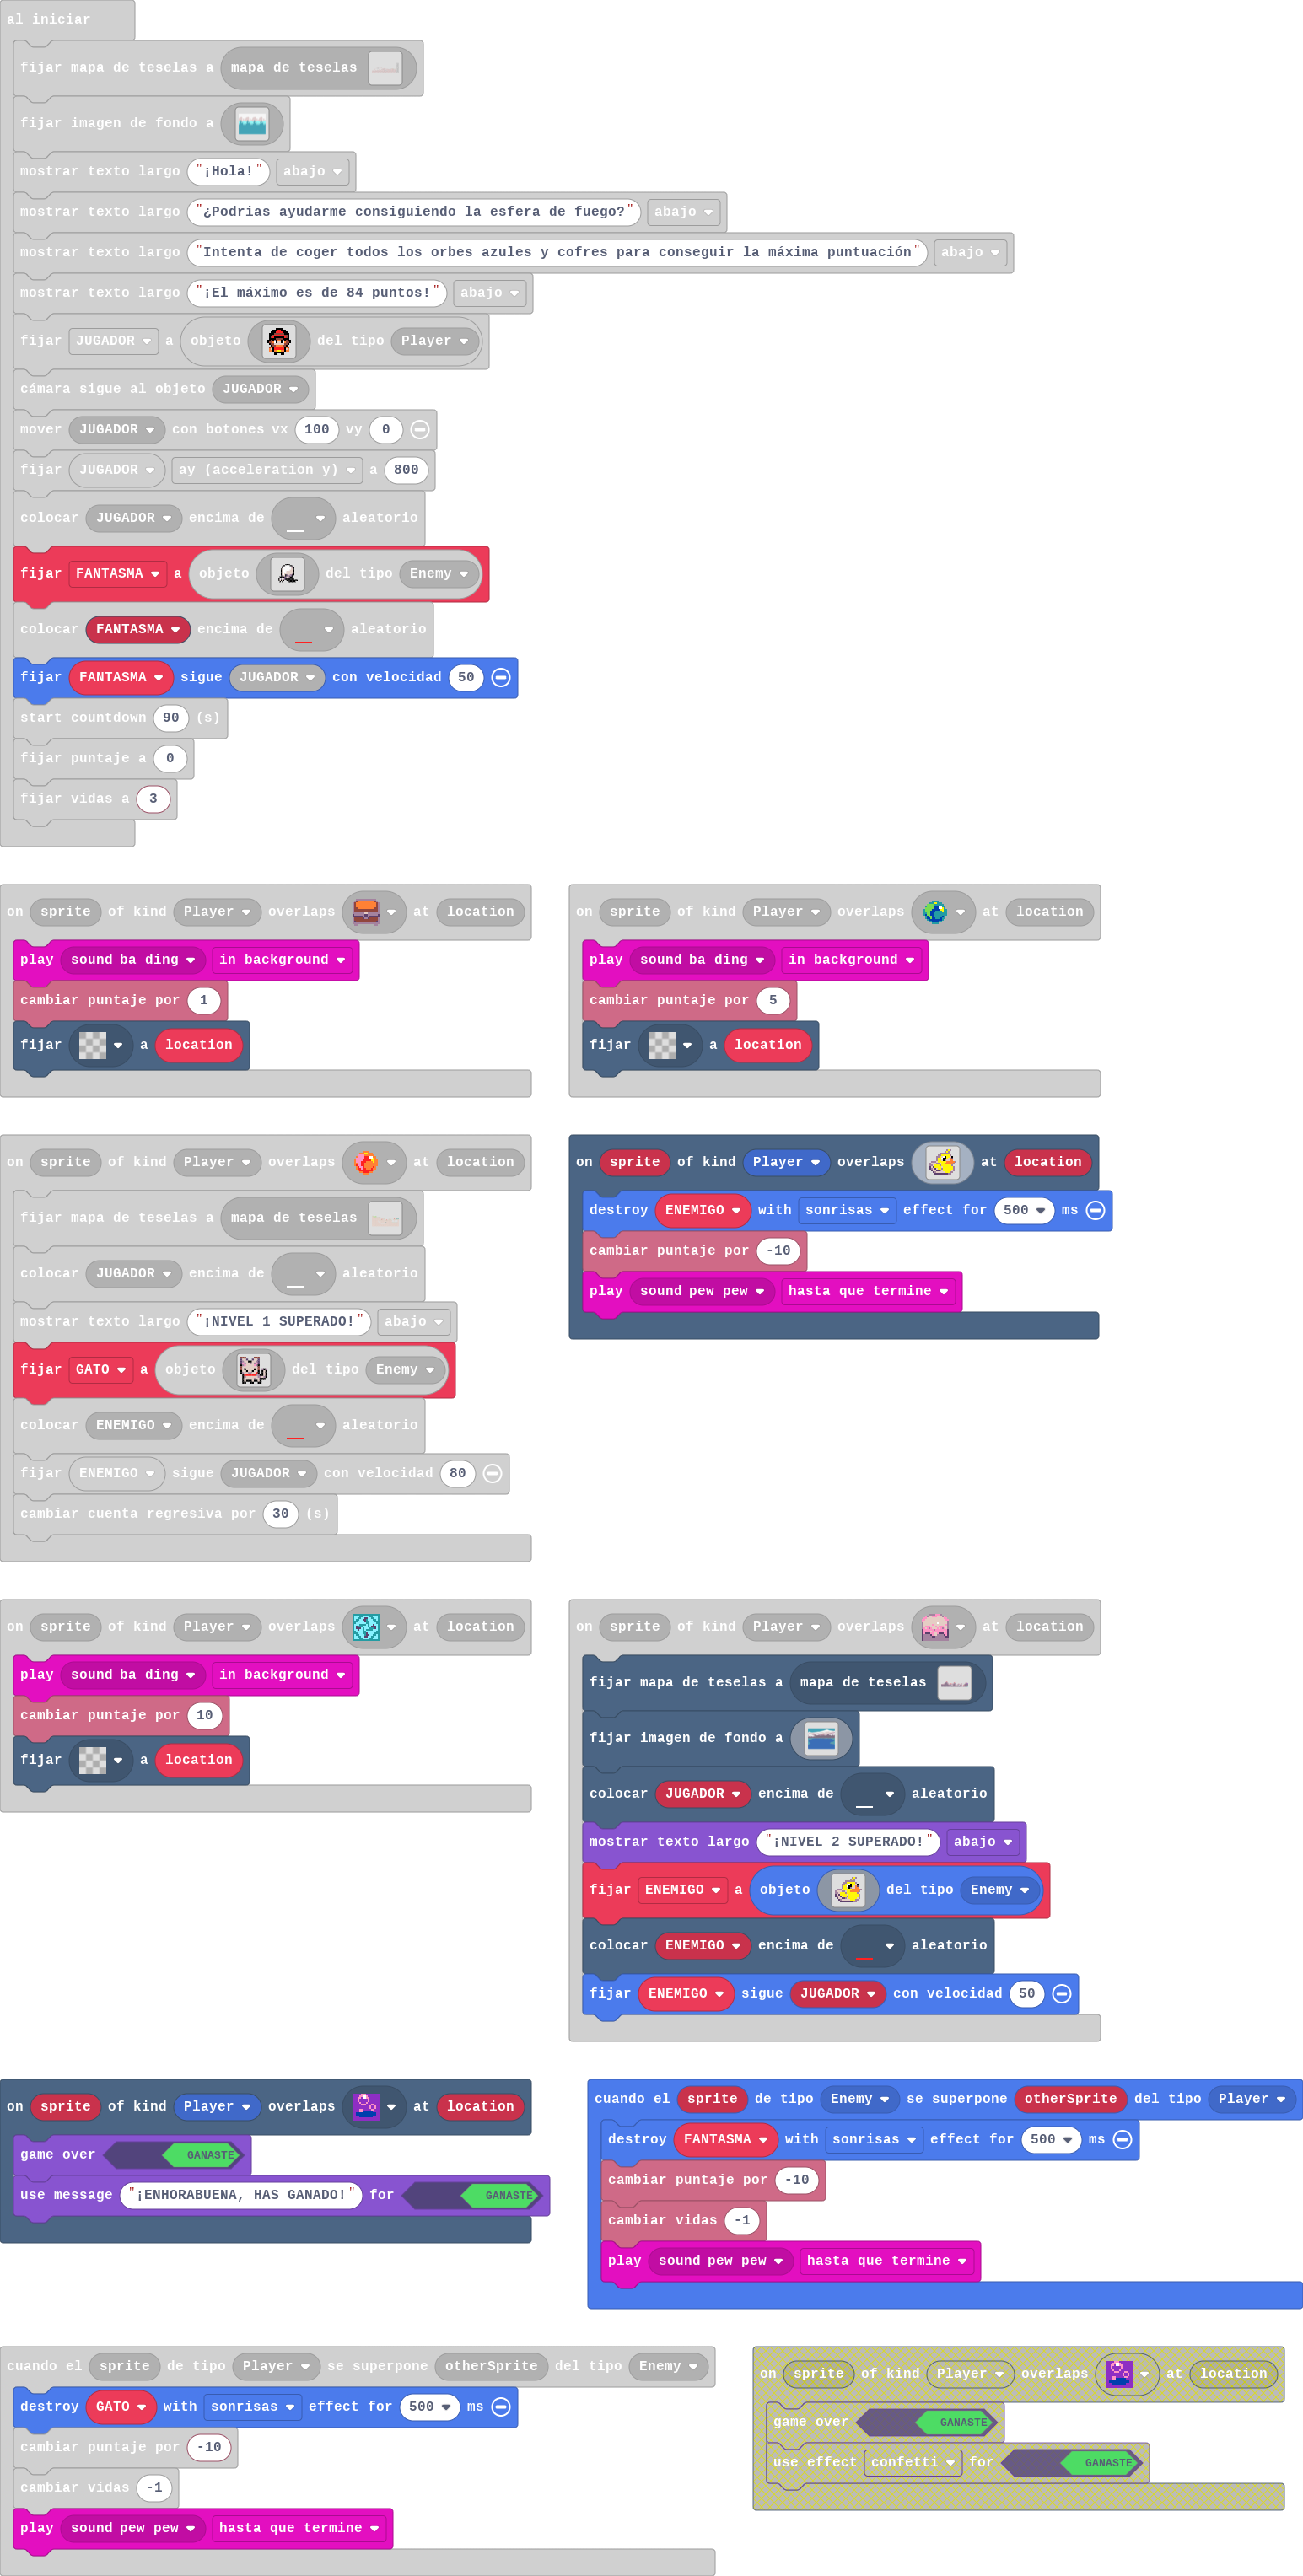 al iniciar
fijar mapa de teselas a mapa de teselas
fijar imagen de fondo a
mostrar texto largo "¡Hola!" abajo
mostrar texto largo "¿Podrias ayudarme consiguiendo la esfera de fuego?" abajo
mostrar texto largo "Intenta de coger todos los orbes azules y cofres para conseguir la máxima puntuación" abajo
mostrar texto largo "¡El máximo es de 84 puntos!" abajo
fijar JUGADOR a objeto del tipo Player
cámara sigue al objeto JUGADOR
mover JUGADOR con botones vx 100 vy 0
fijar JUGADOR ay (acceleration y) a 800
colocar JUGADOR encima de aleatorio
fijar FANTASMA a objeto del tipo Enemy
colocar FANTASMA encima de aleatorio
fijar FANTASMA sigue JUGADOR con velocidad 50
start countdown 90 (s)
fijar puntaje a 0
fijar vidas a 3
on sprite of kind Player overlaps at location
play sound ba ding in background
cambiar puntaje por 1
fijar a location
on sprite of kind Player overlaps at location
play sound ba ding in background
cambiar puntaje por 5
fijar a location
on sprite of kind Player overlaps at location
fijar mapa de teselas a mapa de teselas
colocar JUGADOR encima de aleatorio
mostrar texto largo "¡NIVEL 1 SUPERADO!" abajo
fijar GATO a objeto del tipo Enemy
colocar ENEMIGO encima de aleatorio
fijar ENEMIGO sigue JUGADOR con velocidad 80
cambiar cuenta regresiva por 30 (s)
on sprite of kind Player overlaps at location
destroy ENEMIGO with sonrisas effect for 500 ms
cambiar puntaje por -10
play sound pew pew hasta que termine
on sprite of kind Player overlaps at location
play sound ba ding in background
cambiar puntaje por 10
fijar a location
on sprite of kind Player overlaps at location
fijar mapa de teselas a mapa de teselas
fijar imagen de fondo a
colocar JUGADOR encima de aleatorio
mostrar texto largo "¡NIVEL 2 SUPERADO!" abajo
fijar ENEMIGO a objeto del tipo Enemy
colocar ENEMIGO encima de aleatorio
fijar ENEMIGO sigue JUGADOR con velocidad 50
on sprite of kind Player overlaps at location
game over GANASTE
use message "¡ENHORABUENA, HAS GANADO!" for GANASTE
cuando el sprite de tipo Enemy se superpone otherSprite del tipo Player
destroy FANTASMA with sonrisas effect for 500 ms
cambiar puntaje por -10
cambiar vidas -1
play sound pew pew hasta que termine
cuando el sprite de tipo Player se superpone otherSprite del tipo Enemy
destroy GATO with sonrisas effect for 500 ms
cambiar puntaje por -10
cambiar vidas -1
play sound pew pew hasta que termine
on sprite of kind Player overlaps at location
game over GANASTE
use effect confetti for GANASTE